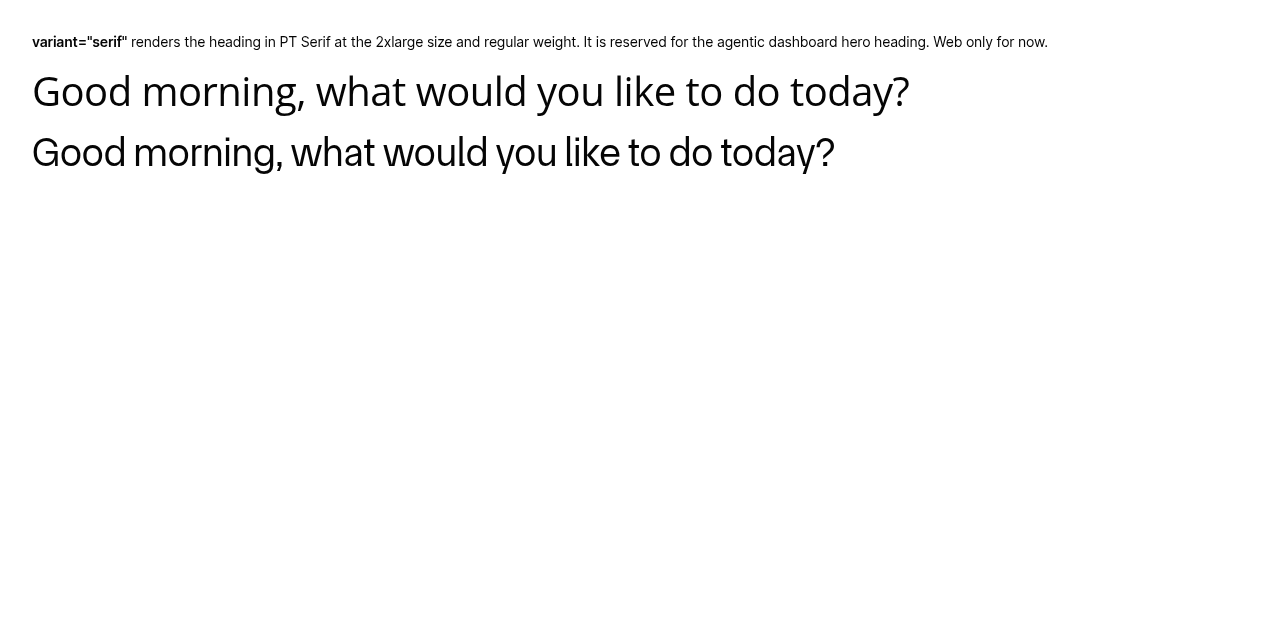 variant="serif" renders the heading in PT Serif at the 2xlarge size and regular weight. It is reserved for the agentic dashboard hero heading. Web only for now.
Good morning, what would you like to do today?
Good morning, what would you like to do today?